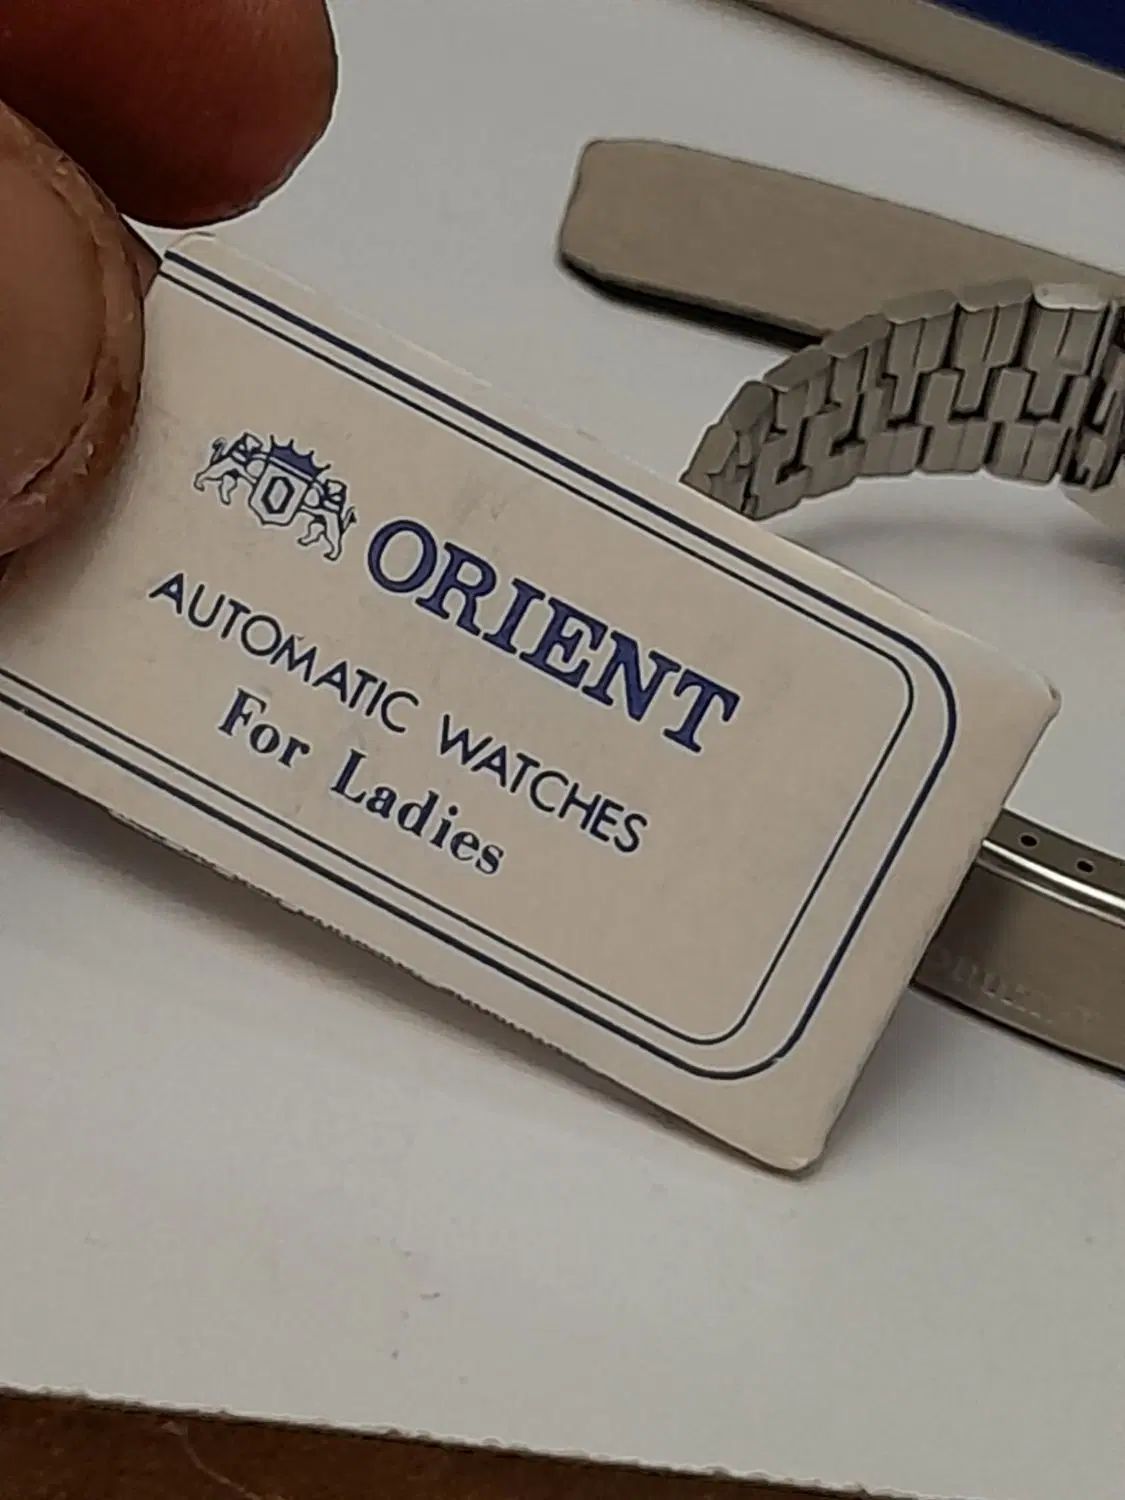 ORIENT
AUTOMATIC WATCHES
For Ladies